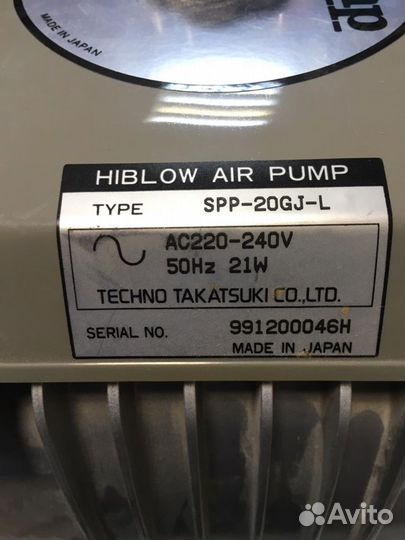 MADE IN JAPAN
HIBLOW AIR PUMP
TYPE SPP-20GJ-L
AC220-240V
50Hz 21W
TECHNO TAKATSUKI CO.,LTD.
SERIAL NO. 991200046H
MADE IN JAPAN
Avito